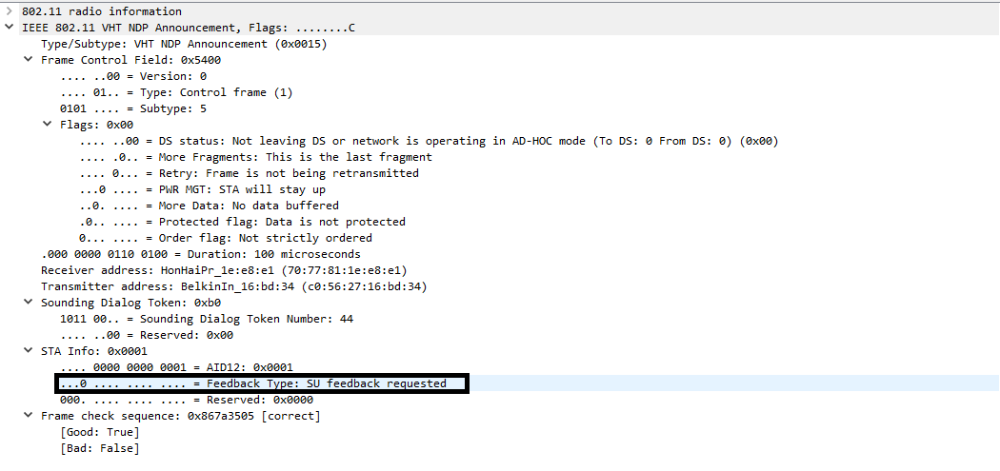 802.11 radio information
IEEE 802.11 VHT NDP Announcement, Flags: ........C
Type/Subtype: VHT NDP Announcement (0x0015)
Frame Control Field: 0x5400
.... ..00 = Version: 0
.... 01.. = Type: Control frame (1)
0101 .... = Subtype: 5
Flags: 0x00
.... ..00 = DS status: Not leaving DS or network is operating in AD-HOC mode (To DS: 0 From DS: 0) (0x00)
.... .0.. = More Fragments: This is the last fragment
.... 0... = Retry: Frame is not being retransmitted
...0 .... = PWR MGT: STA will stay up
..0. .... = More Data: No data buffered
.0.. .... = Protected flag: Data is not protected
0... .... = Order flag: Not strictly ordered
.000 0000 0110 0100 = Duration: 100 microseconds
Receiver address: HonHaiPr_1e:e8:e1 (70:77:81:1e:e8:e1)
Transmitter address: BelkinIn_16:bd:34 (c0:56:27:16:bd:34)
Sounding Dialog Token: 0xb0
1011 00.. = Sounding Dialog Token Number: 44
.... ..00 = Reserved: 0x00
STA Info: 0x0001
.... 0000 0000 0001 = AID12: 0x0001
...0 .... .... .... = Feedback Type: SU feedback requested
000. .... .... .... = Reserved: 0x0000
Frame check sequence: 0x867a3505 [correct]
[Good: True]
[Bad: False]